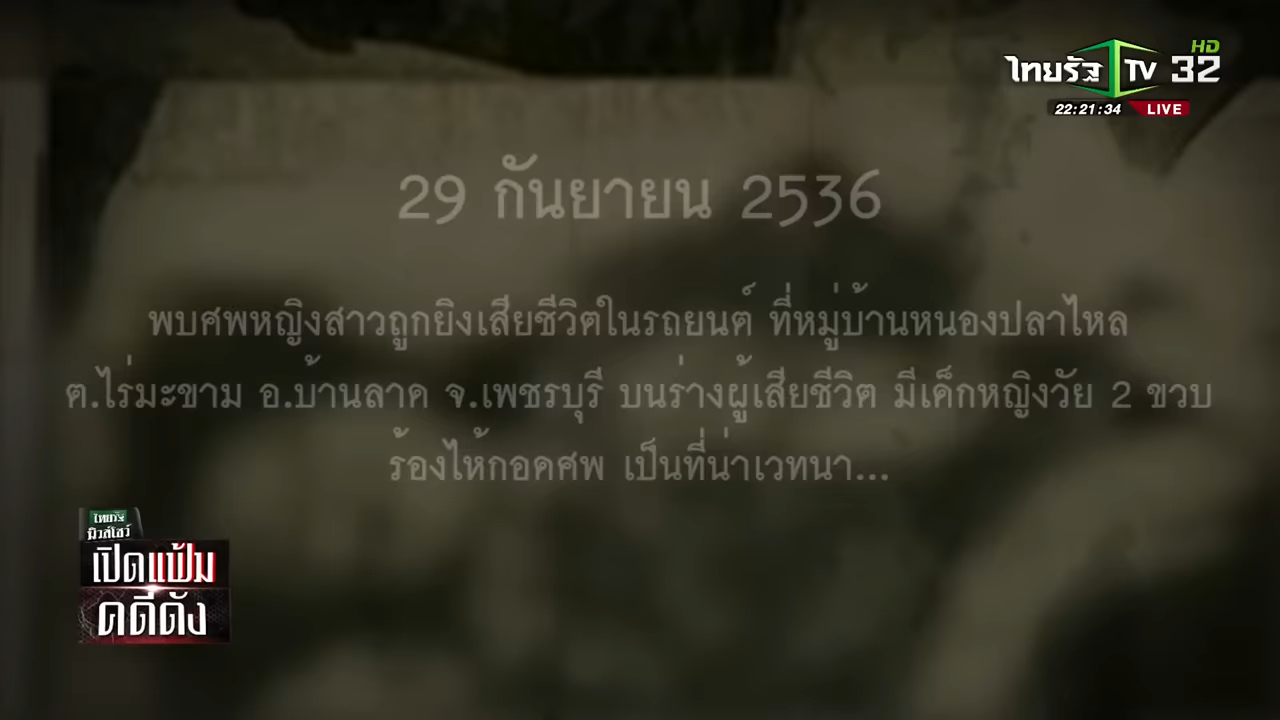 ไทยรัฐ TV HD 32
22:21:34 LIVE
29 กันยายน 2536
พบศพหญิงสาวถูกยิงเสียชีวิตในรถยนต์ ที่หมู่บ้านหนองปลาไหล
ต.ไร่มะขาม อ.บ้านลาด จ.เพชรบุรี บนร่างผู้เสียชีวิต มีเด็กหญิงวัย 2 ขวบ
ร้องไห้กอดศพ เป็นที่น่าเวทนา...
ไทยรัฐ
นิวส์โชว์
เปิดแฟ้ม
คดีดัง